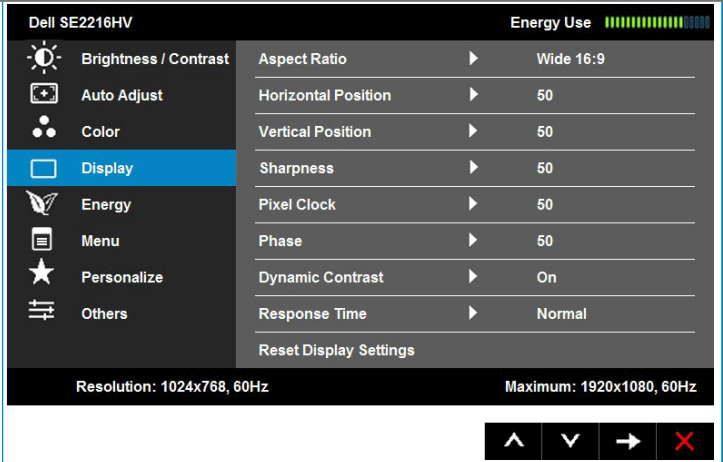 Dell SE2216HV Energy Use
Brightness / Contrast Aspect Ratio Wide 16:9
Auto Adjust Horizontal Position 50
Color Vertical Position 50
Display Sharpness 50
Energy Pixel Clock 50
Menu Phase 50
Personalize Dynamic Contrast On
Others Response Time Normal
Reset Display Settings
Resolution: 1024x768, 60Hz Maximum: 1920x1080, 60Hz